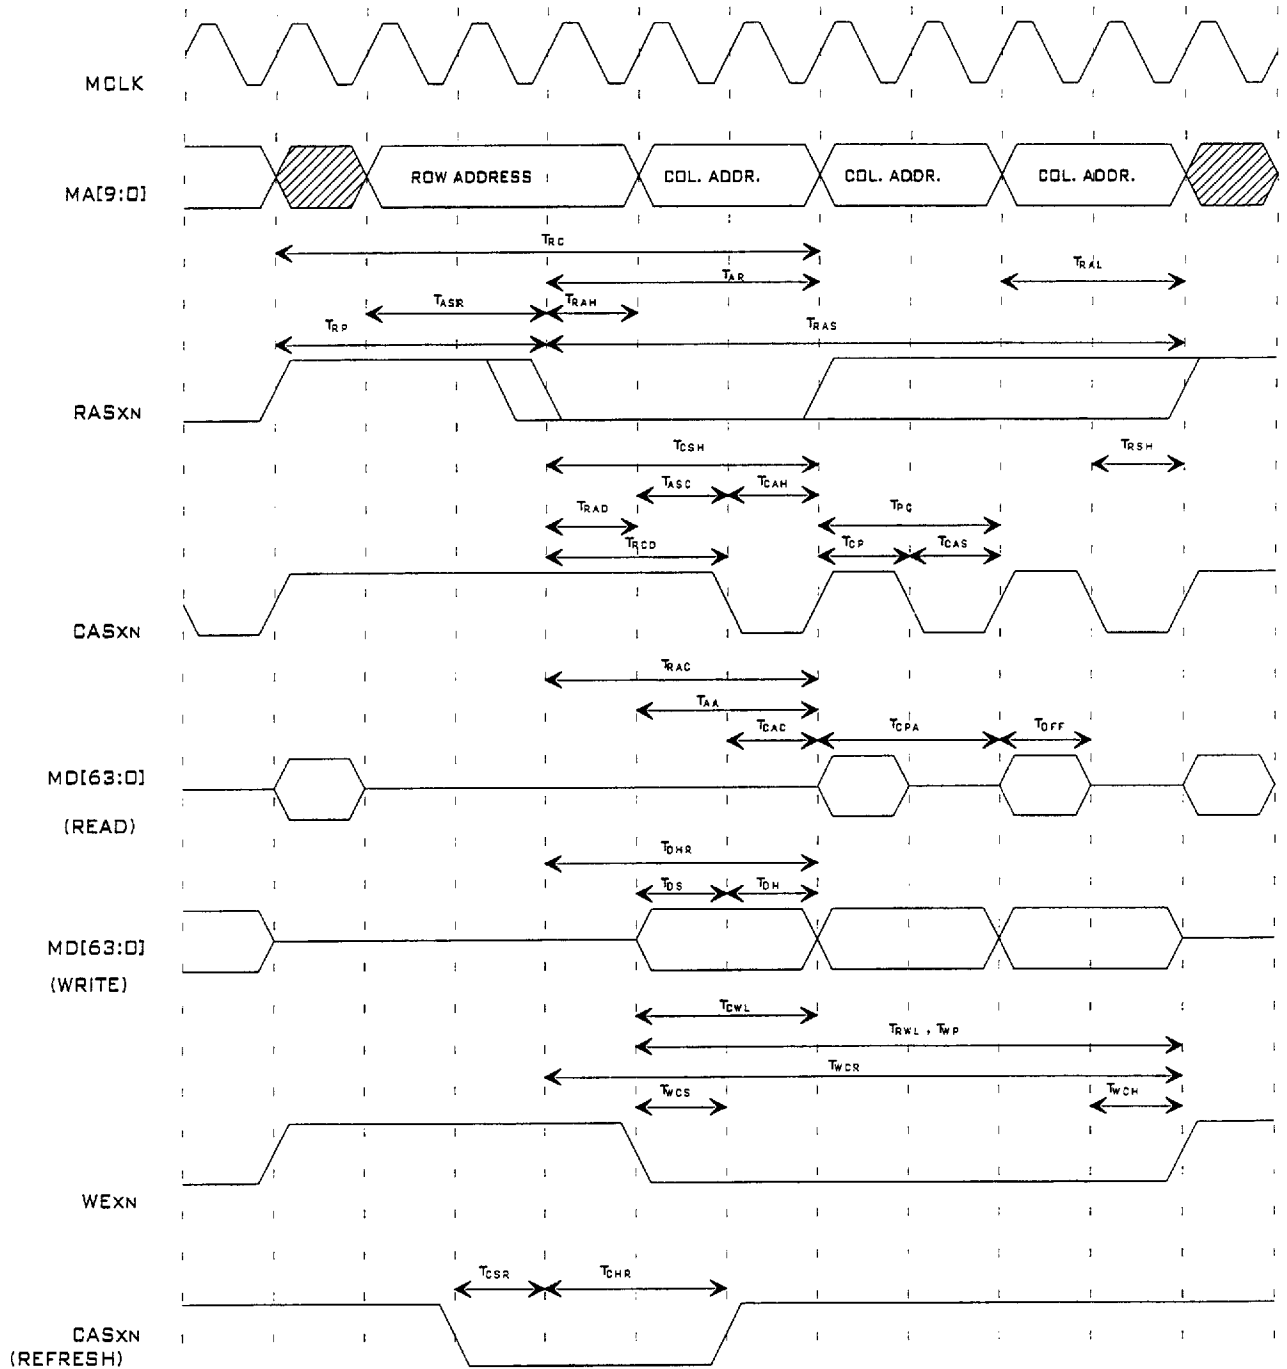 MCLK
MA[9:0]
ROW ADDRESS
COL. ADDR.
COL. ADDR.
COL. ADDR.
TRC
TAR
TRAL
TASR
TRAH
TRP
TRAS
RASXN
TCSH
TRSH
TASC
TCAH
TRAD
TPC
TRCD
TCP
TCAS
CASXN
TRAC
TAA
TCAC
TCPA
TOFF
MD[63:0]
(READ)
TDHR
TDS
TDH
MD[63:0]
(WRITE)
TCWL
TRWL , TWP
TWCR
TWCS
TWCH
WEXN
TCSR
TCHR
CASXN
(REFRESH)